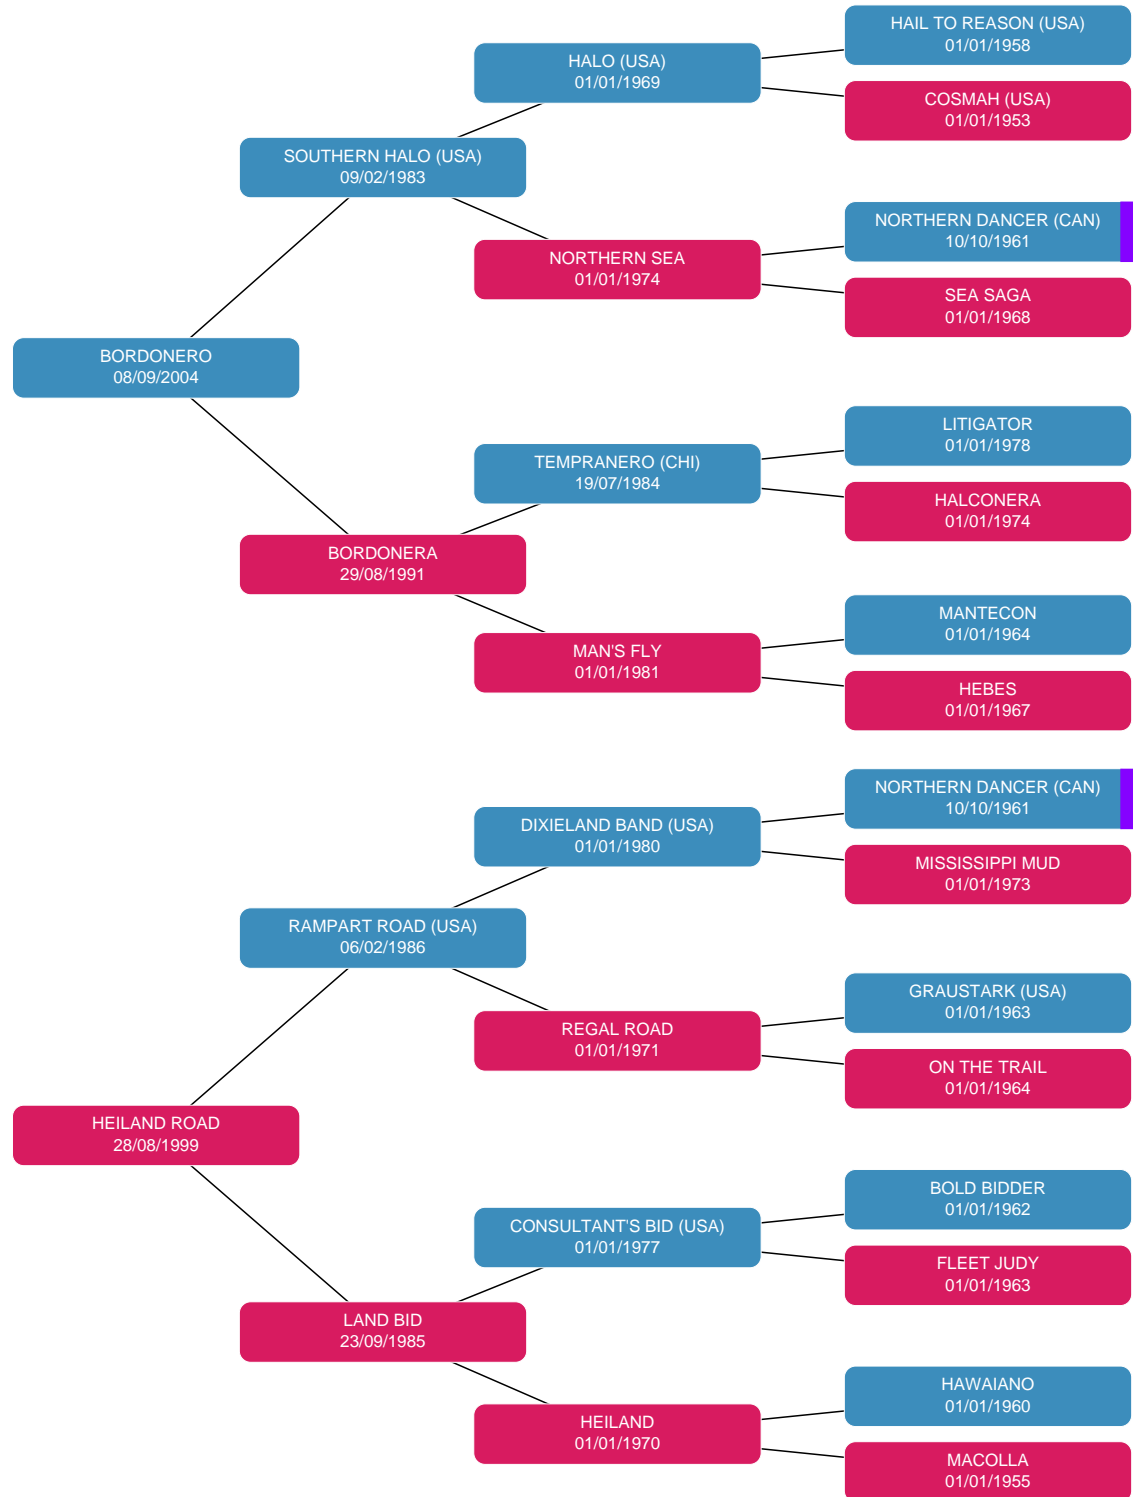 HAIL TO REASON (USA)
01/01/1958
HALO (USA)
01/01/1969
COSMAH (USA)
01/01/1953
SOUTHERN HALO (USA)
09/02/1983
NORTHERN DANCER (CAN)
10/10/1961
NORTHERN SEA
01/01/1974
SEA SAGA
01/01/1968
BORDONERO
08/09/2004
LITIGATOR
01/01/1978
TEMPRANERO (CHI)
19/07/1984
HALCONERA
01/01/1974
BORDONERA
29/08/1991
MANTECON
01/01/1964
MAN'S FLY
01/01/1981
HEBES
01/01/1967
NORTHERN DANCER (CAN)
10/10/1961
DIXIELAND BAND (USA)
01/01/1980
MISSISSIPPI MUD
01/01/1973
RAMPART ROAD (USA)
06/02/1986
GRAUSTARK (USA)
01/01/1963
REGAL ROAD
01/01/1971
ON THE TRAIL
01/01/1964
HEILAND ROAD
28/08/1999
BOLD BIDDER
01/01/1962
CONSULTANT'S BID (USA)
01/01/1977
FLEET JUDY
01/01/1963
LAND BID
23/09/1985
HAWAIANO
01/01/1960
HEILAND
01/01/1970
MACOLLA
01/01/1955